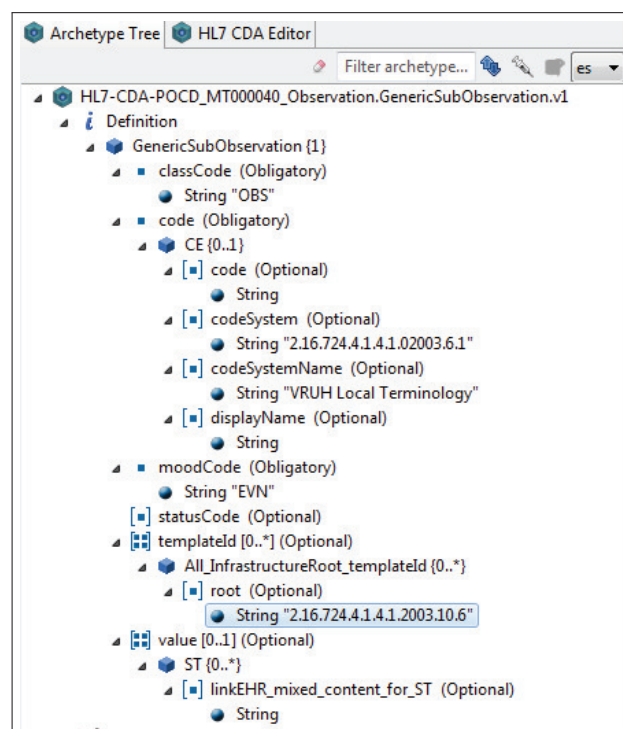 Archetype Tree HL7 CDA Editor
Filter archetype... es
HL7-CDA-POCD_MT000040_Observation.GenericSubObservation.v1
Definition
GenericSubObservation {1}
classCode (Obligatory)
String "OBS"
code (Obligatory)
CE {0..1}
code (Optional)
String
codeSystem (Optional)
String "2.16.724.4.1.4.1.02003.6.1"
codeSystemName (Optional)
String "VRUH Local Terminology"
displayName (Optional)
String
moodCode (Obligatory)
String "EVN"
statusCode (Optional)
templateId [0..*] (Optional)
All_InfrastructureRoot_templateId {0..*}
root (Optional)
String "2.16.724.4.1.4.1.2003.10.6"
value [0..1] (Optional)
ST {0..*}
linkEHR_mixed_content_for_ST (Optional)
String